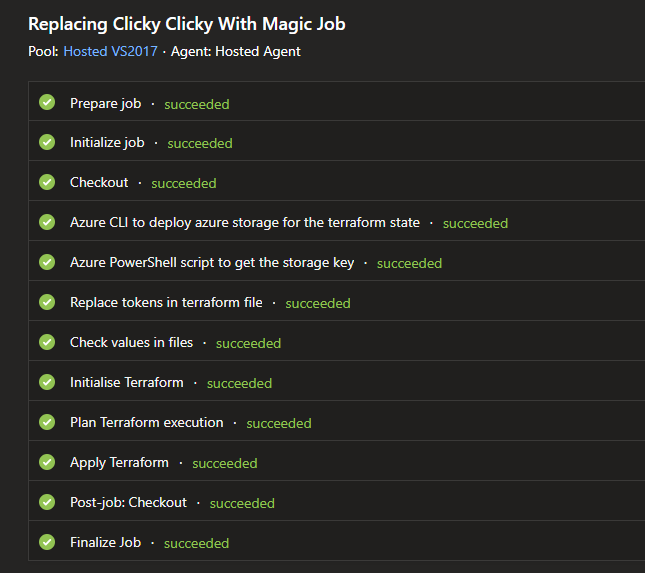 Replacing Clicky Clicky With Magic Job
Pool: Hosted VS2017 · Agent: Hosted Agent
Prepare job · succeeded
Initialize job · succeeded
Checkout · succeeded
Azure CLI to deploy azure storage for the terraform state · succeeded
Azure PowerShell script to get the storage key · succeeded
Replace tokens in terraform file · succeeded
Check values in files · succeeded
Initialise Terraform · succeeded
Plan Terraform execution · succeeded
Apply Terraform · succeeded
Post-job: Checkout · succeeded
Finalize Job · succeeded